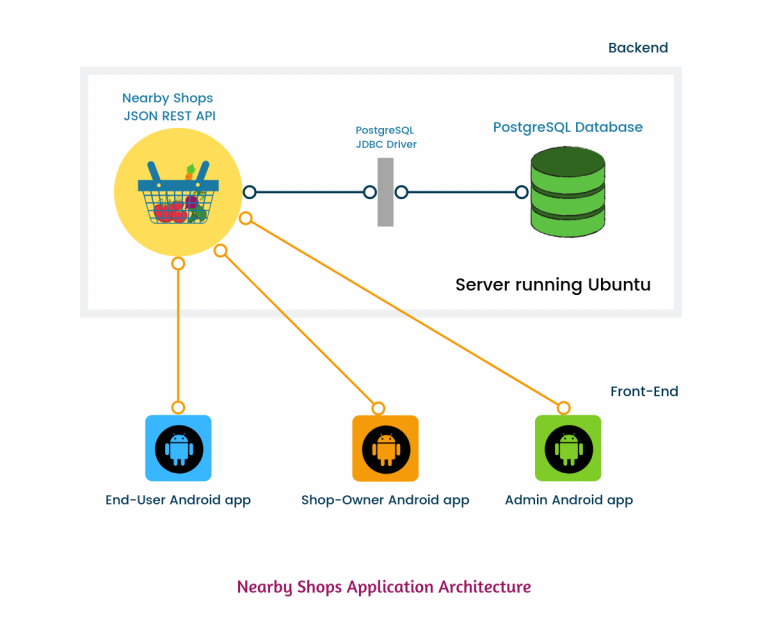 Backend
Nearby Shops
JSON REST API
PostgreSQL
JDBC Driver
PostgreSQL Database
Server running Ubuntu
Front-End
End-User Android app
Shop-Owner Android app
Admin Android app
Nearby Shops Application Architecture